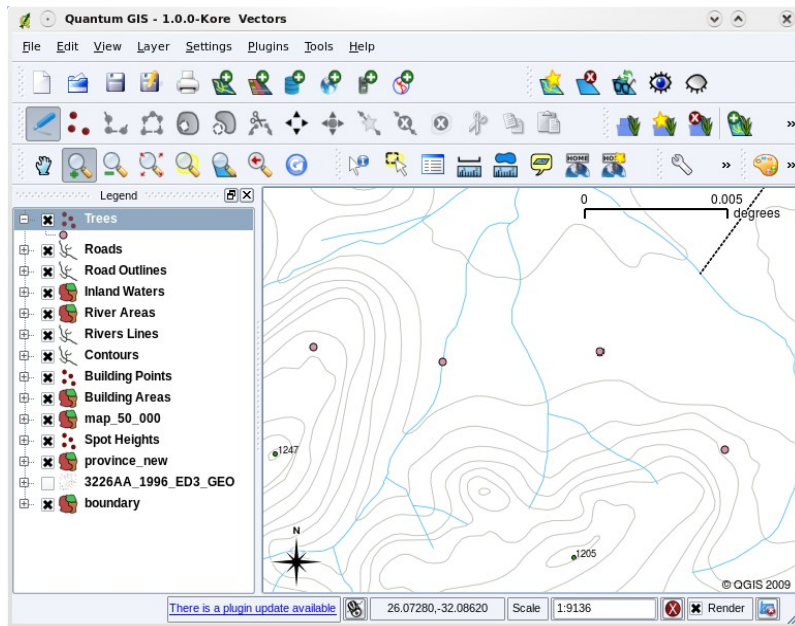 Quantum GIS - 1.0.0-Kore Vectors
File Edit View Layer Settings Plugins Tools Help
HOME
Legend
Trees
Roads
Road Outlines
Inland Waters
River Areas
Rivers Lines
Contours
Building Points
Building Areas
map_50_000
Spot Heights
province_new
3226AA_1996_ED3_GEO
boundary
0 0.005
degrees
1247
1205
N
© QGIS 2009
There is a plugin update available 26.07280,-32.08620 Scale 1:9136 Render